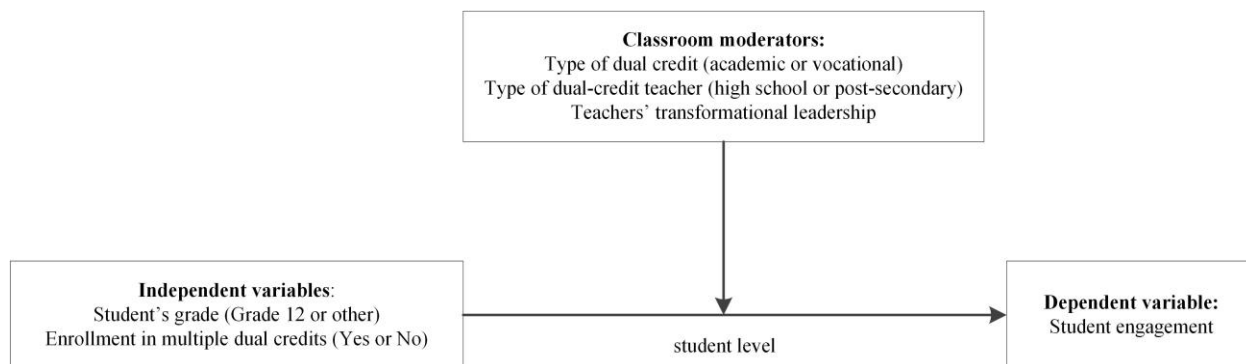 Classroom moderators:
Type of dual credit (academic or vocational)
Type of dual-credit teacher (high school or post-secondary)
Teachers’ transformational leadership
Independent variables:
Student’s grade (Grade 12 or other)
Enrollment in multiple dual credits (Yes or No)
student level
Dependent variable:
Student engagement